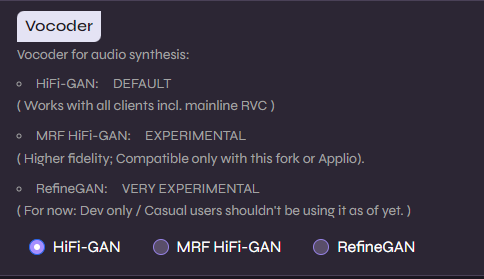 Vocoder
Vocoder for audio synthesis:
HiFi-GAN: DEFAULT
( Works with all clients incl. mainline RVC )
MRF HiFi-GAN: EXPERIMENTAL
( Higher fidelity; Compatible only with this fork or Applio).
RefineGAN: VERY EXPERIMENTAL
( For now: Dev only / Casual users shouldn't be using it as of yet. )
HiFi-GAN MRF HiFi-GAN RefineGAN